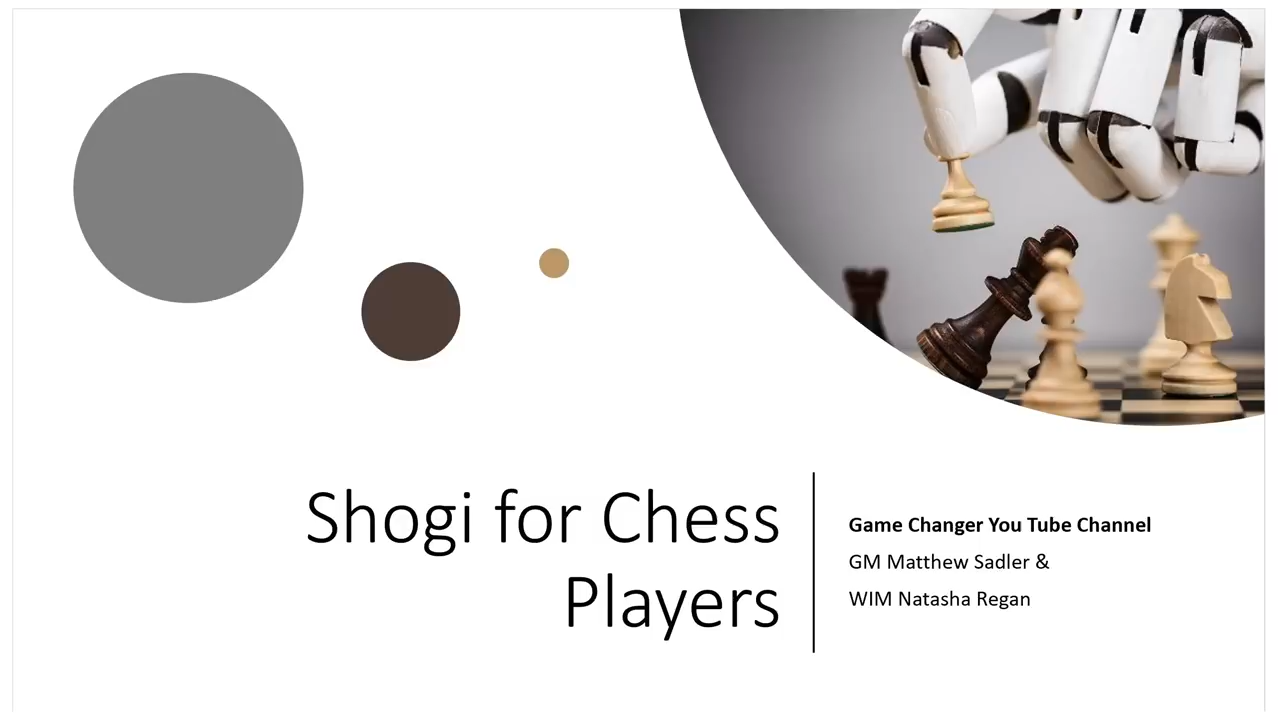 Shogi for Chess
Players
Game Changer You Tube Channel
GM Matthew Sadler &
WIM Natasha Regan